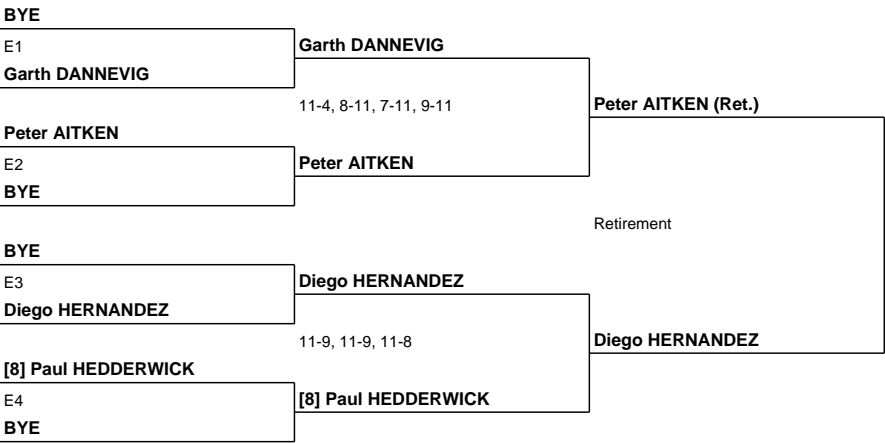 BYE
E1
Garth DANNEVIG
Garth DANNEVIG
11-4, 8-11, 7-11, 9-11
Peter AITKEN (Ret.)
Peter AITKEN
E2
Peter AITKEN
BYE
Retirement
BYE
E3
Diego HERNANDEZ
Diego HERNANDEZ
11-9, 11-9, 11-8
Diego HERNANDEZ
[8] Paul HEDDERWICK
E4
[8] Paul HEDDERWICK
BYE